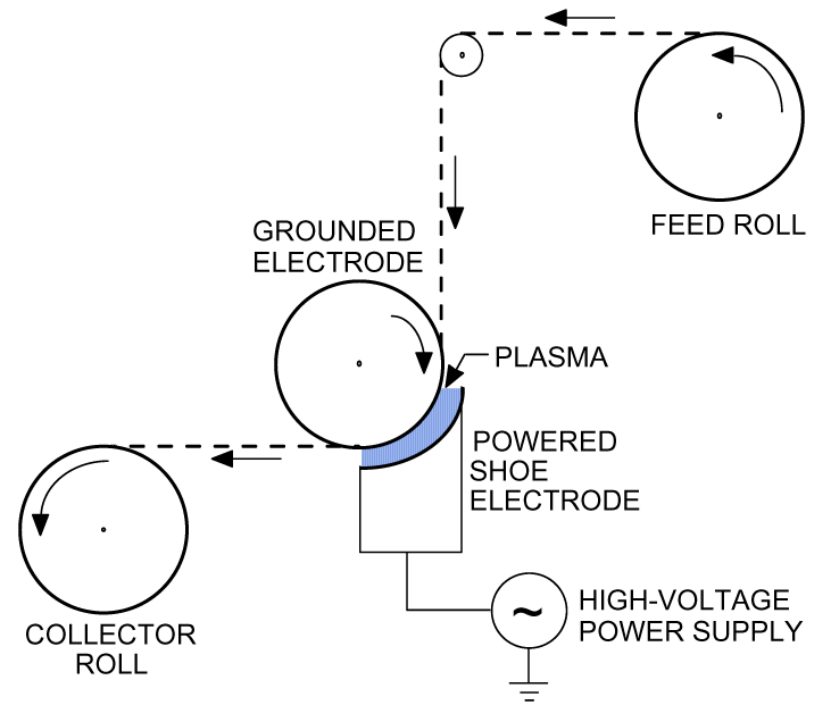 FEED ROLL
GROUNDED
ELECTRODE
PLASMA
POWERED
SHOE
ELECTRODE
HIGH-VOLTAGE
POWER SUPPLY
COLLECTOR
ROLL